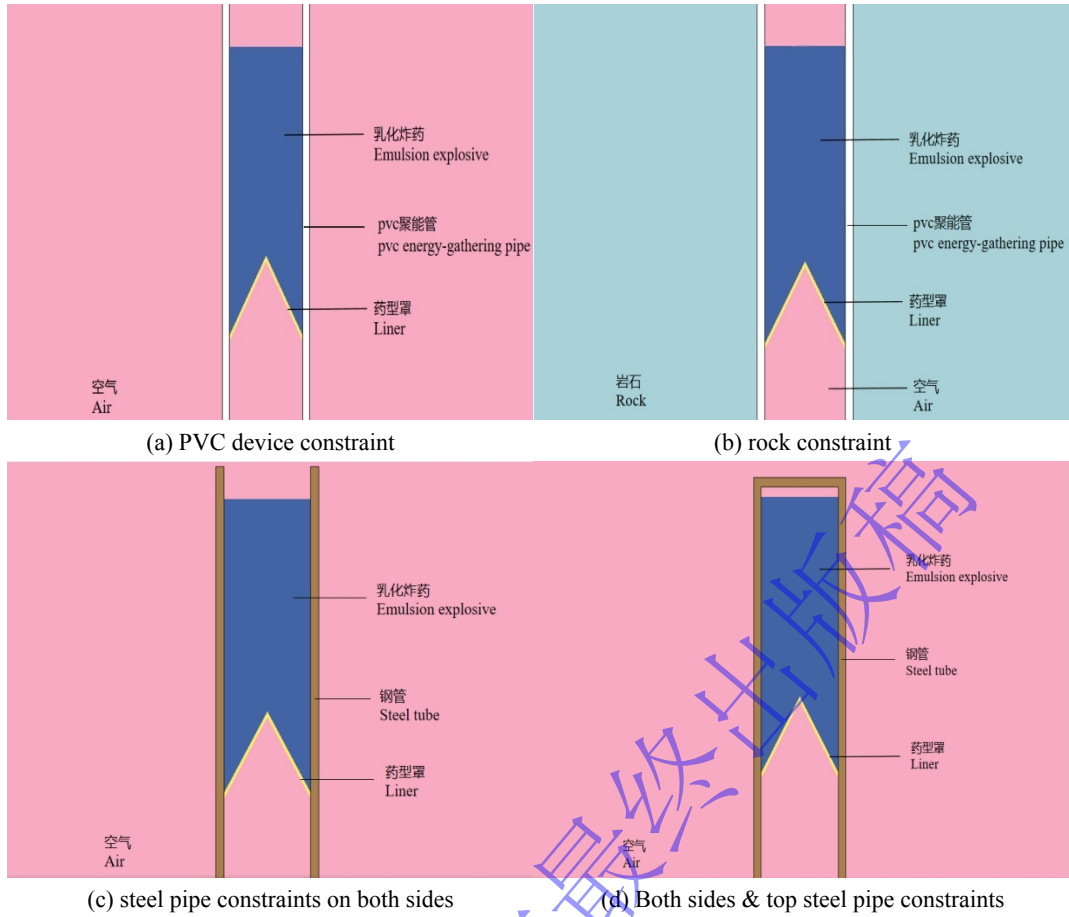 乳化炸药
Emulsion explosive
pvc聚能管
pvc energy-gathering pipe
药型罩
Liner
空气
Air
(a) PVC device constraint
乳化炸药
Emulsion explosive
pvc聚能管
pvc energy-gathering pipe
药型罩
Liner
岩石
Rock
空气
Air
(b) rock constraint
乳化炸药
Emulsion explosive
钢管
Steel tube
药型罩
Liner
空气
Air
(c) steel pipe constraints on both sides
乳化炸药
Emulsion explosive
钢管
Steel tube
药型罩
Liner
空气
Air
(d) Both sides & top steel pipe constraints
最终出版稿